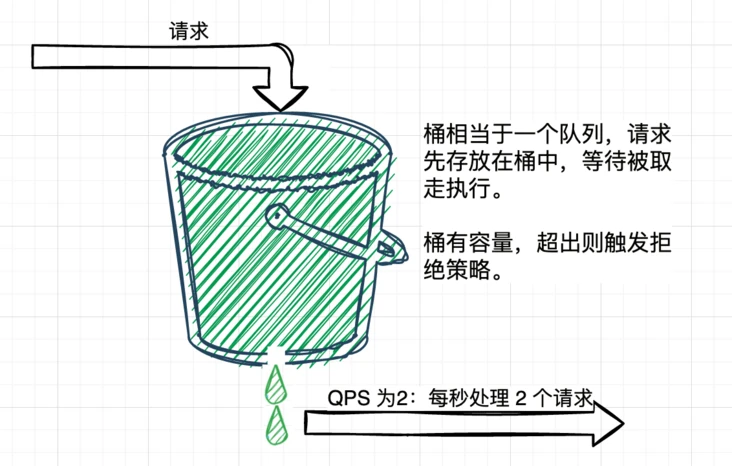 请求
桶相当于一个队列，请求
先存放在桶中，等待被取
走执行。
桶有容量，超出则触发拒
绝策略。
QPS 为2：每秒处理 2 个请求